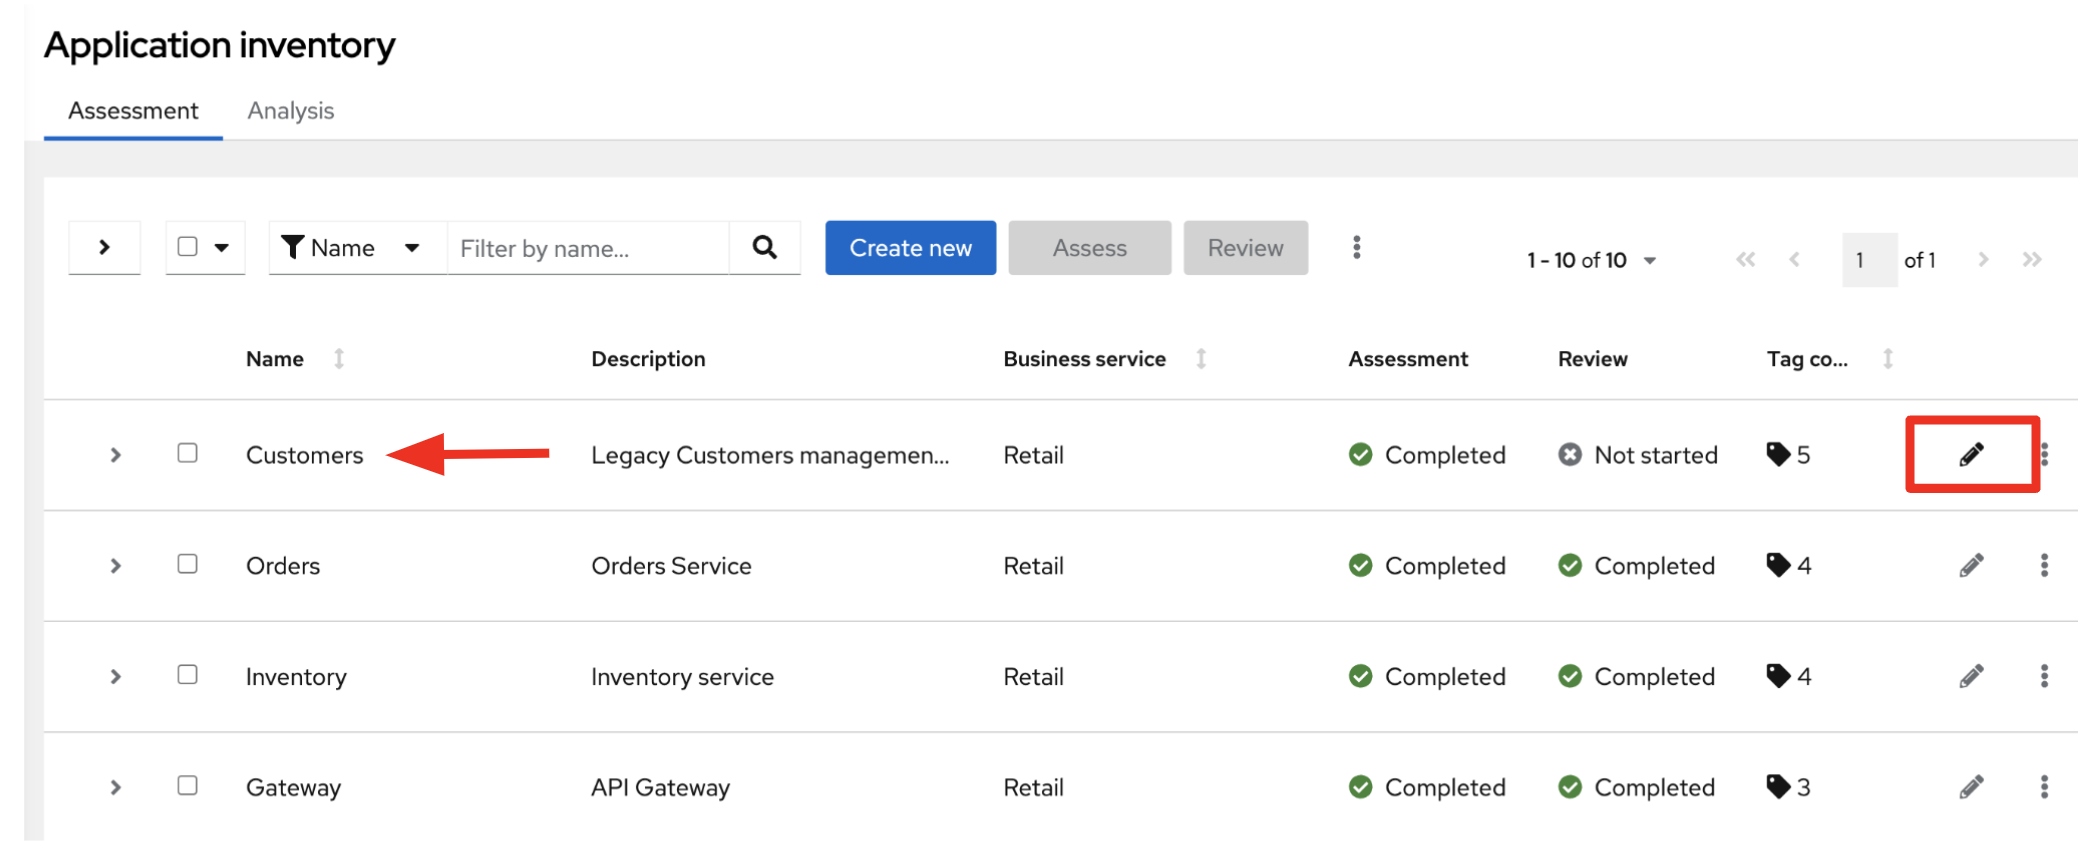 Application inventory
Assessment Analysis
Name Filter by name... Create new Assess Review 1 - 10 of 10 1 of 1
Name Description Business service Assessment Review Tag co...
Customers Legacy Customers managemen... Retail Completed Not started 5
Orders Orders Service Retail Completed Completed 4
Inventory Inventory service Retail Completed Completed 4
Gateway API Gateway Retail Completed Completed 3